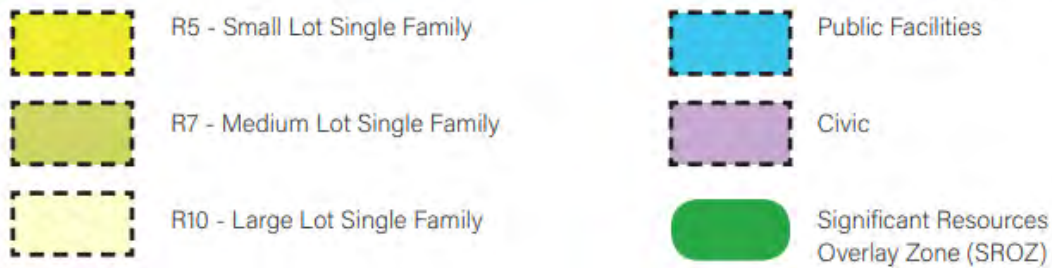 R5 - Small Lot Single Family
R7 - Medium Lot Single Family
R10 - Large Lot Single Family
Public Facilities
Civic
Significant Resources
Overlay Zone (SROZ)